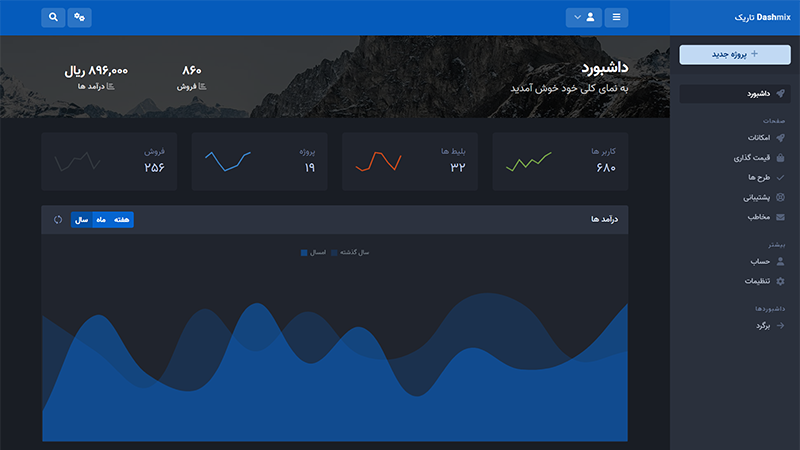 Dashmix تاریک
پروژه جدید
داشبورد
صفحات
امکانات
قیمت گذاری
طرح ها
پشتیبانی
مخاطب
بیشتر
حساب
تنظیمات
داشبوردها
برگرد
داشبورد
به نمای کلی خود خوش آمدید
۸۶۰
فروش
۸۹۶,۰۰۰ ریال
درآمد ها
کاربر ها
۶۸۰
بلیط ها
۳۲
پروژه
۱۹
فروش
۲۵۶
درآمد ها
هفته
ماه
سال
سال گذشته
امسال